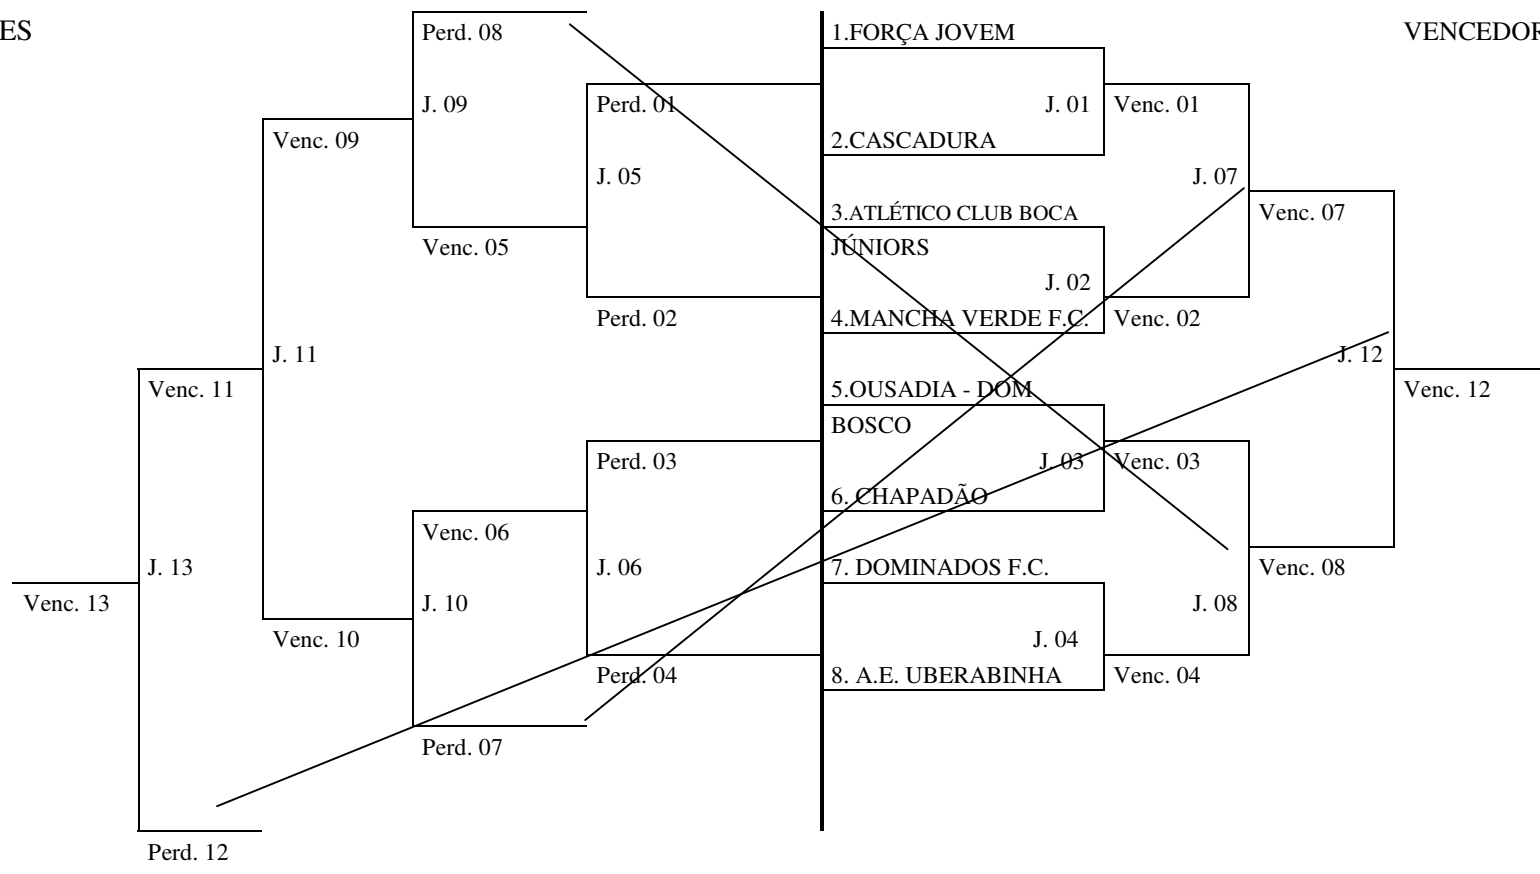 ES
VENCEDOR
Perd. 08
1.FORÇA JOVEM
J. 09
Perd. 01
J. 01
Venc. 01
Venc. 09
2.CASCADURA
J. 05
J. 07
3.ATLÉTICO CLUB BOCA
JÚNIORS
Venc. 07
Venc. 05
J. 02
Perd. 02
4.MANCHA VERDE F.C.
Venc. 02
J. 11
J. 12
Venc. 11
5.OUSADIA - DOM
BOSCO
Venc. 12
Perd. 03
J. 03
Venc. 03
6. CHAPADÃO
Venc. 06
J. 13
J. 06
7. DOMINADOS F.C.
Venc. 08
Venc. 13
J. 10
J. 08
Venc. 10
J. 04
Perd. 04
8. A.E. UBERABINHA
Venc. 04
Perd. 07
Perd. 12